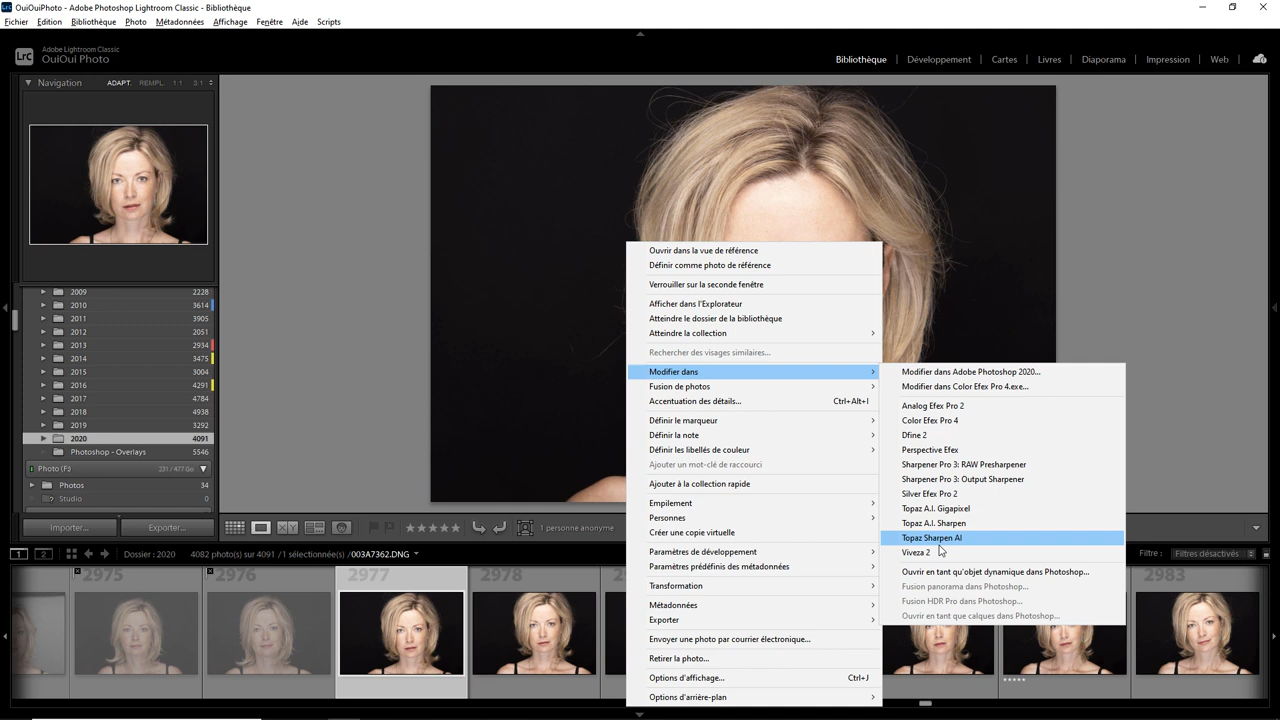 OuiOuiPhoto - Adobe Photoshop Lightroom Classic - Bibliothèque
Fichier Edition Bibliothèque Photo Métadonnées Affichage Fenêtre Aide Scripts
Lrc
Adobe Lightroom Classic
OuiOui Photo
Bibliothèque Développement Cartes Livres Diaporama Impression Web
Navigation ADAPT. REMPL. 1:1 3:1
2009 2228
2010 3614
2011 3905
2012 2051
2013 2934
2014 3475
2015 3004
2016 4291
2017 4784
2018 4938
2019 3292
2020 4091
Photoshop - Overlays 5546
Photo (F:) 231 / 477 Go
Photos 34
Studio 0
Importer... Exporter...
Ouvrir dans la vue de référence
Définir comme photo de référence
Verrouiller sur la seconde fenêtre
Afficher dans l'Explorateur
Atteindre le dossier de la bibliothèque
Atteindre la collection
Rechercher des visages similaires...
Modifier dans
Fusion de photos
Accentuation des détails... Ctrl+Alt+I
Définir le marqueur
Définir la note
Définir les libellés de couleur
Ajouter un mot-clé de raccourci
Ajouter à la collection rapide
Empilement
Personnes
Créer une copie virtuelle
Paramètres de développement
Paramètres prédéfinis des métadonnées
Transformation
Métadonnées
Exporter
Envoyer une photo par courrier électronique...
Retirer la photo...
Options d'affichage... Ctrl+J
Options d'arrière-plan
Modifier dans Adobe Photoshop 2020...
Modifier dans Color Efex Pro 4.exe...
Analog Efex Pro 2
Color Efex Pro 4
Dfine 2
Perspective Efex
Sharpener Pro 3: RAW Presharpener
Sharpener Pro 3: Output Sharpener
Silver Efex Pro 2
Topaz A.I. Gigapixel
Topaz A.I. Sharpen
Topaz Sharpen AI
Viveza 2
Ouvrir en tant qu'objet dynamique dans Photoshop...
Fusion panorama dans Photoshop...
Fusion HDR Pro dans Photoshop...
Ouvrir en tant que calques dans Photoshop...
1 personne anonyme
1 2 Dossier : 2020 4082 photo(s) sur 4091 / 1 sélectionnée(s) / 003A7362.DNG Filtre : Filtres désactivés
2975 2976 2977 2978 2983